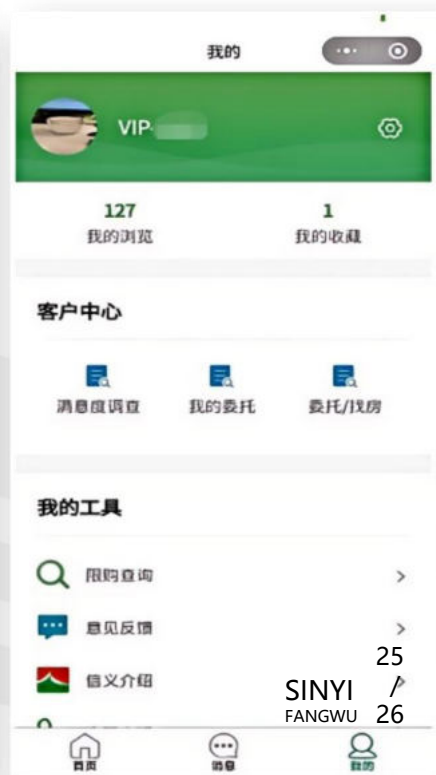 我的
VIP
127
1
我的浏览
我的收藏
客户中心
满意度调查
我的委托
委托/找房
我的工具
限购查询
意见反馈
信义介绍
25
SINYI /
FANGWU 26
首页
消息
我的